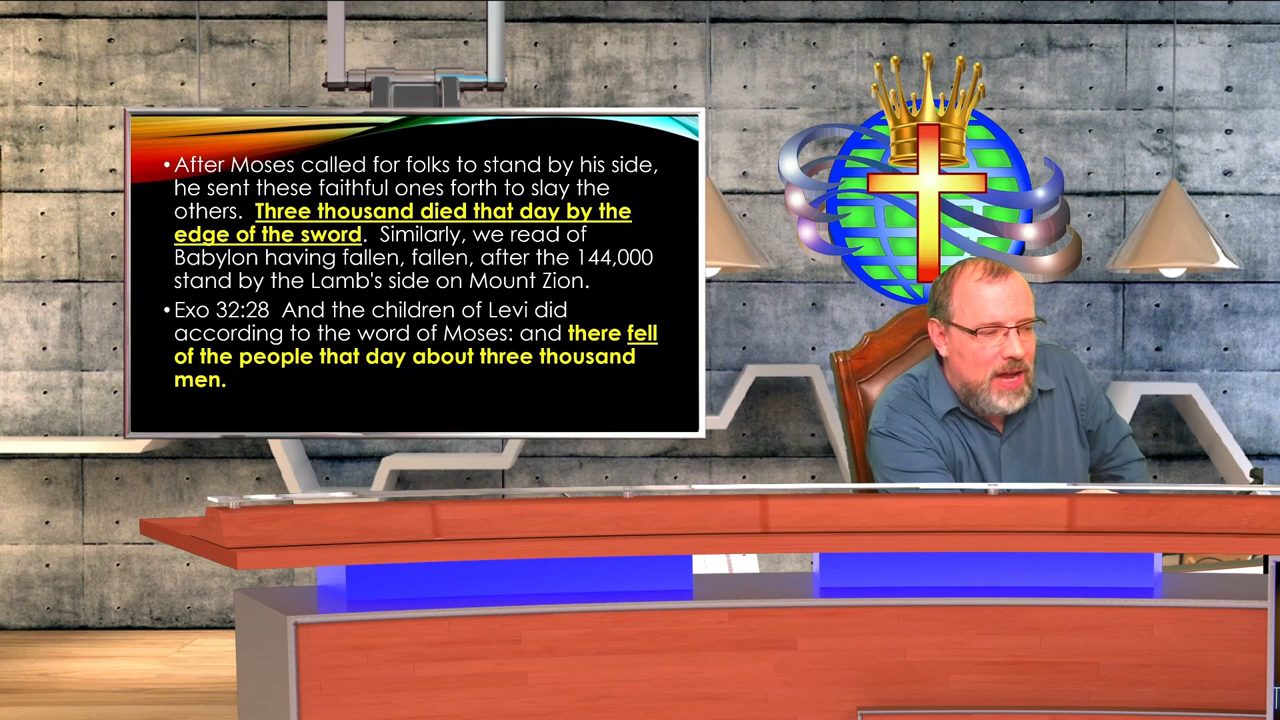 • After Moses called for folks to stand by his side,
he sent these faithful ones forth to slay the
others.  Three thousand died that day by the
edge of the sword.  Similarly, we read of
Babylon having fallen, fallen, after the 144,000
stand by the Lamb's side on Mount Zion.
• Exo 32:28  And the children of Levi did
according to the word of Moses: and there fell
of the people that day about three thousand
men.